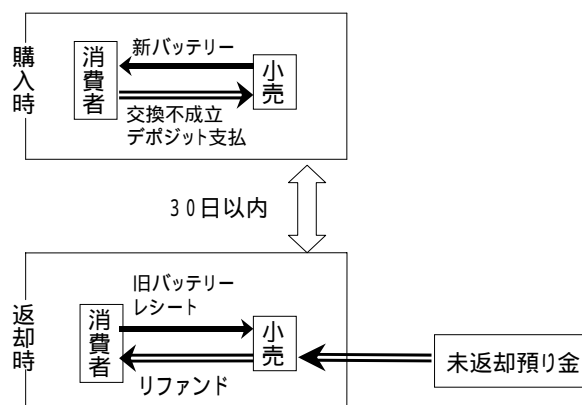 購入時
消費者
新バッテリー
小売
交換不成立
デポジット支払
30日以内
返却時
消費者
旧バッテリー
レシート
小売
リファンド
未返却預り金